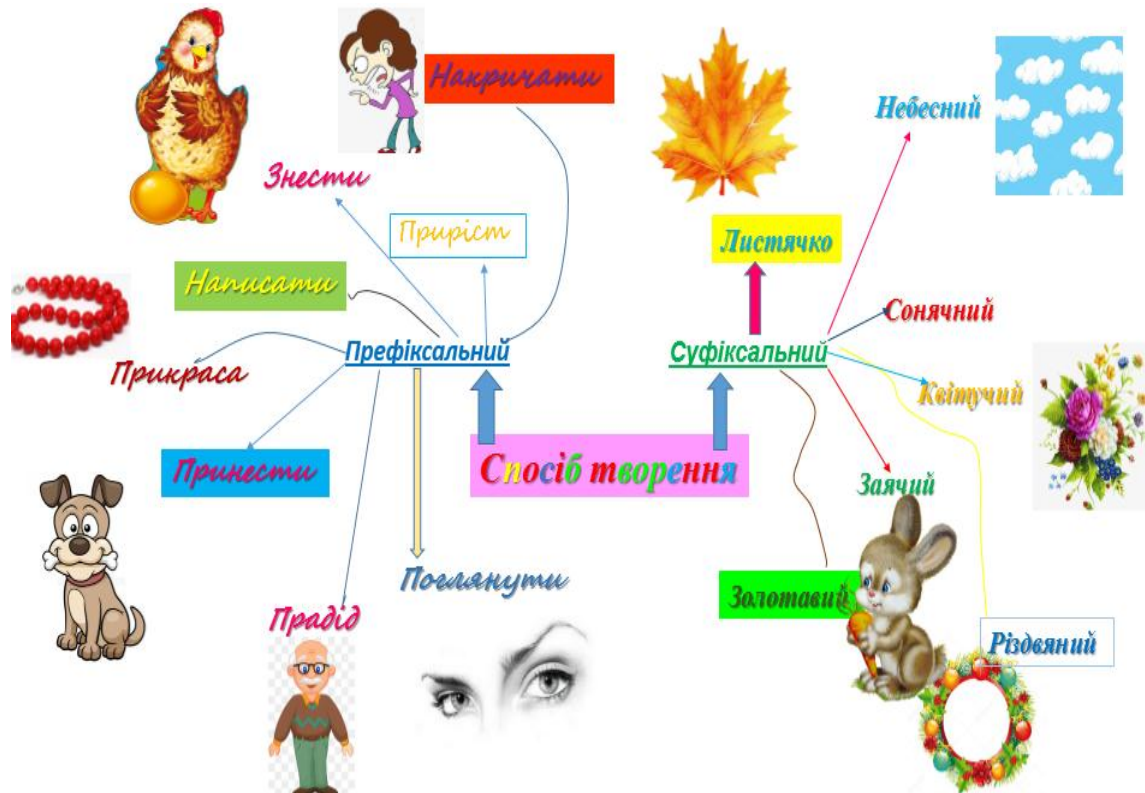 Накричати
Небесний
Знести
Приріст
Листячко
Написати
Сонячний
Префіксальний
Суфіксальний
Прикраса
Квітучий
Принести
Спосіб творення
Заячий
Поглянути
Золотавий
Прадід
Різдвяний